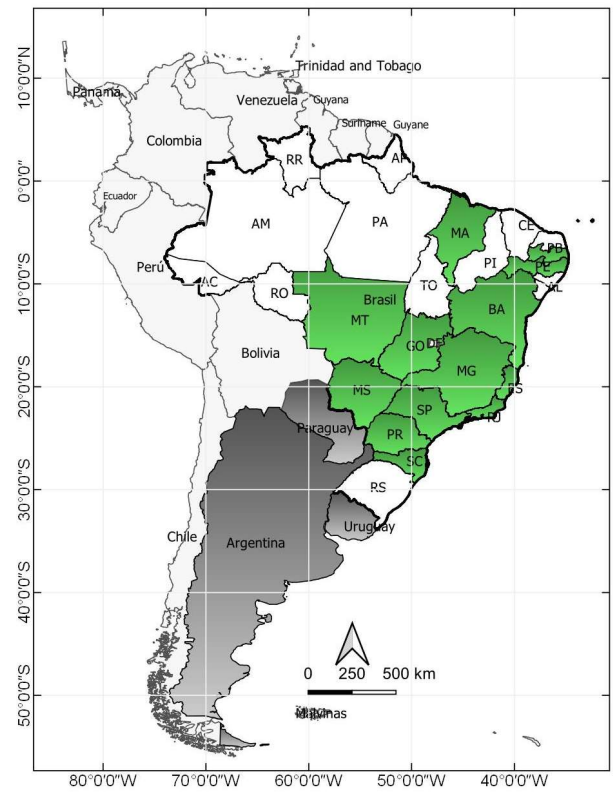 10°0'0"N
0°0'0"
10°0'0"S
20°0'0"S
30°0'0"S
40°0'0"S
50°0'0"S
Trinidad and Tobago
Panamá
Venezuela
Guyana
Suriname
Guyane
Colombia
RR
AP
Ecuador
AM
PA
MA
CE
PI
PB
PE
Perú
AC
RO
TO
AL
Brasil
BA
MT
GO
DF
Bolivia
MG
MS
ES
SP
RJ
Paraguay
PR
SC
RS
Uruguay
Chile
Argentina
0 250 500 km
80°0'0"W 70°0'0"W 60°0'0"W 50°0'0"W 40°0'0"W